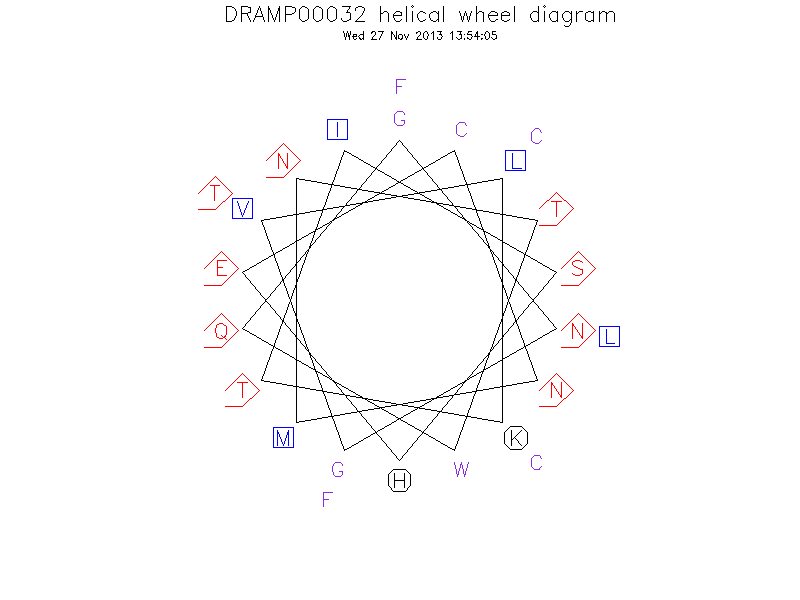 DRAMP00032 helical wheel diagram
Wed 27 Nov 2013 13:54:05
F
G
I
C
C
N
L
T
V
T
E
S
Q
N
L
T
N
M
K
G
H
W
C
F